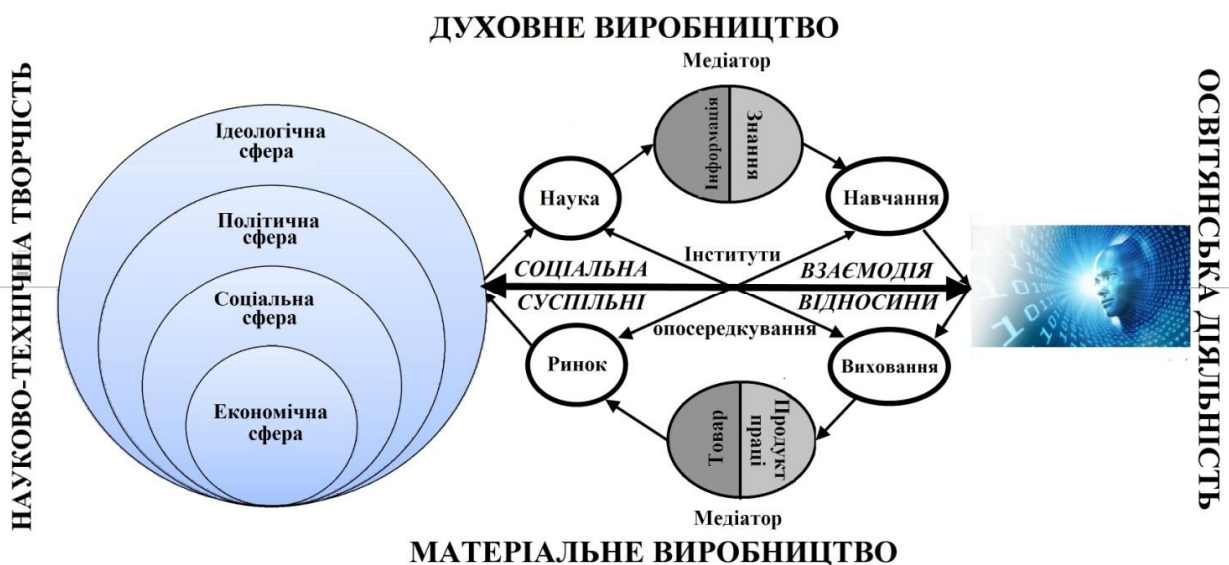 ДУХОВНЕ ВИРОБНИЦТВО
Медіатор
НАУКОВО-ТЕХНІЧНА ТВОРЧІСТЬ
Ідеологічна
сфера
Політична
сфера
Соціальна
сфера
Економічна
сфера
Інформація
Знання
Наука
Навчання
Інститути
СОЦІАЛЬНА ВЗАЄМОДІЯ
СУСПІЛЬНІ ВІДНОСИНИ
опосередкування
Ринок
Виховання
Товар
Продукт
праці
Медіатор
МАТЕРІАЛЬНЕ ВИРОБНИЦТВО
ОСВІТЯНСЬКА ДІЯЛЬНІСТЬ